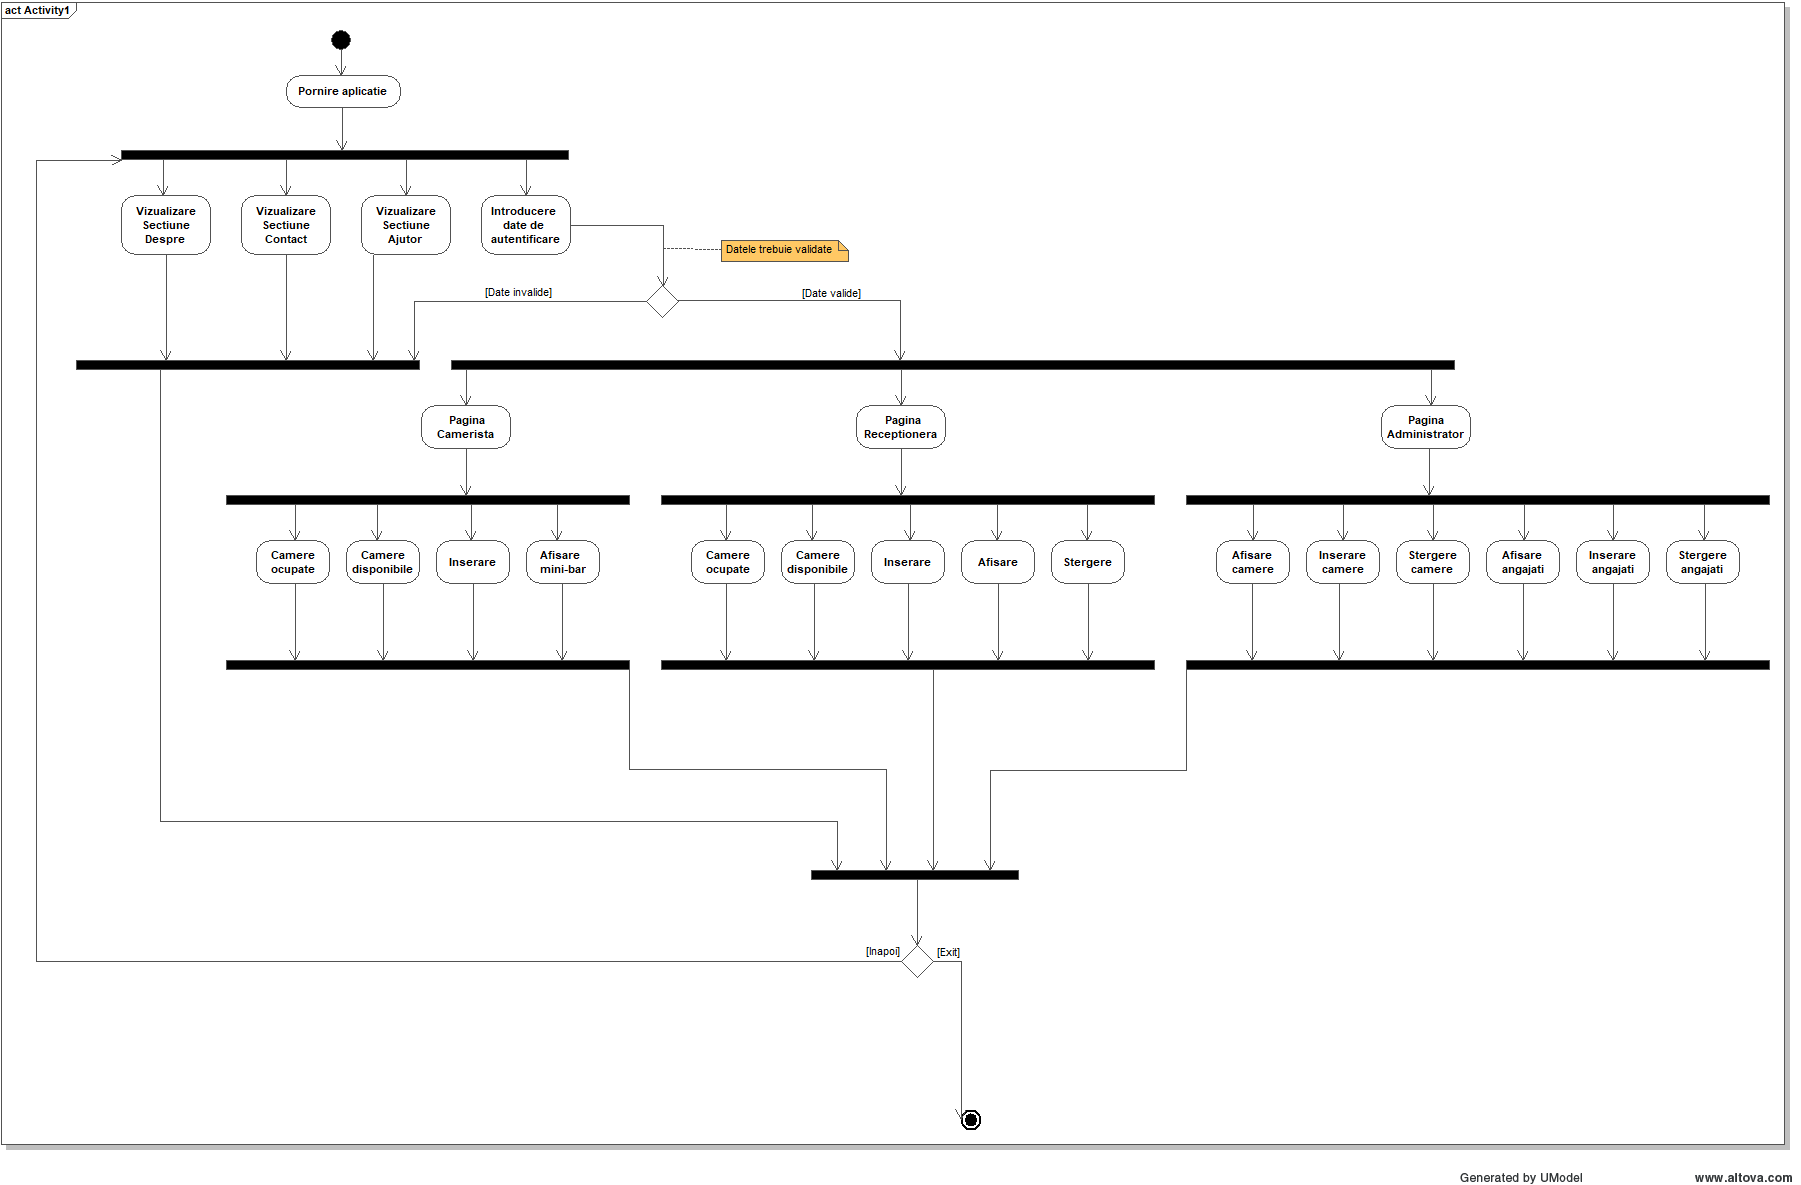 act Activity1
Pornire aplicatie
Vizualizare
Sectiune
Despre
Vizualizare
Sectiune
Contact
Vizualizare
Sectiune
Ajutor
Introducere
date de
autentificare
Datele trebuie validate
[Date invalide]
[Date valide]
Pagina
Camerista
Pagina
Receptionera
Pagina
Administrator
Camere
ocupate
Camere
disponibile
Inserare
Afisare
mini-bar
Camere
ocupate
Camere
disponibile
Inserare
Afisare
Stergere
Afisare
camere
Inserare
camere
Stergere
camere
Afisare
angajati
Inserare
angajati
Stergere
angajati
[Inapoi]
[Exit]
Generated by UModel
www.altova.com